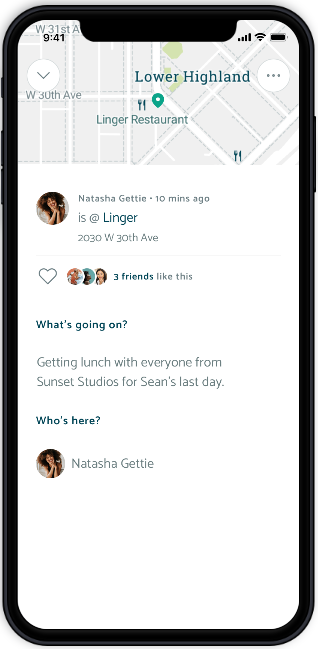 W 31st A
9:41
Lower Highland
W 30th Ave
Linger Restaurant
Natasha Gettie • 10 mins ago
is @ Linger
2030 W 30th Ave
3 friends like this
What's going on?
Getting lunch with everyone from
Sunset Studios for Sean's last day.
Who's here?
Natasha Gettie